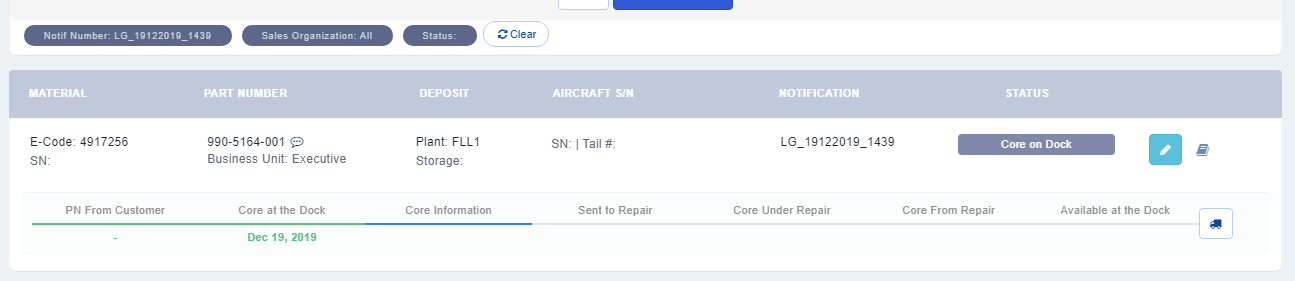 Notif Number: LG_19122019_1439 Sales Organization: All Status: Clear
MATERIAL PART NUMBER DEPOSIT AIRCRAFT S/N NOTIFICATION STATUS
E-Code: 4917256 990-5164-001 Plant: FLL1 SN: | Tail #: LG_19122019_1439 Core on Dock
SN: Business Unit: Executive Storage:
PN From Customer Core at the Dock Core Information Sent to Repair Core Under Repair Core From Repair Available at the Dock
- Dec 19, 2019